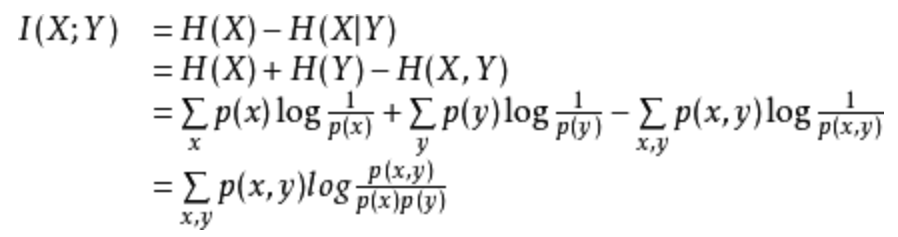 I(X;Y) = H(X) − H(X|Y)
= H(X) + H(Y) − H(X,Y)
= ∑_x p(x) log 1/p(x) + ∑_y p(y) log 1/p(y) − ∑_{x,y} p(x,y) log 1/p(x,y)
= ∑_{x,y} p(x,y)log p(x,y)/p(x)p(y)